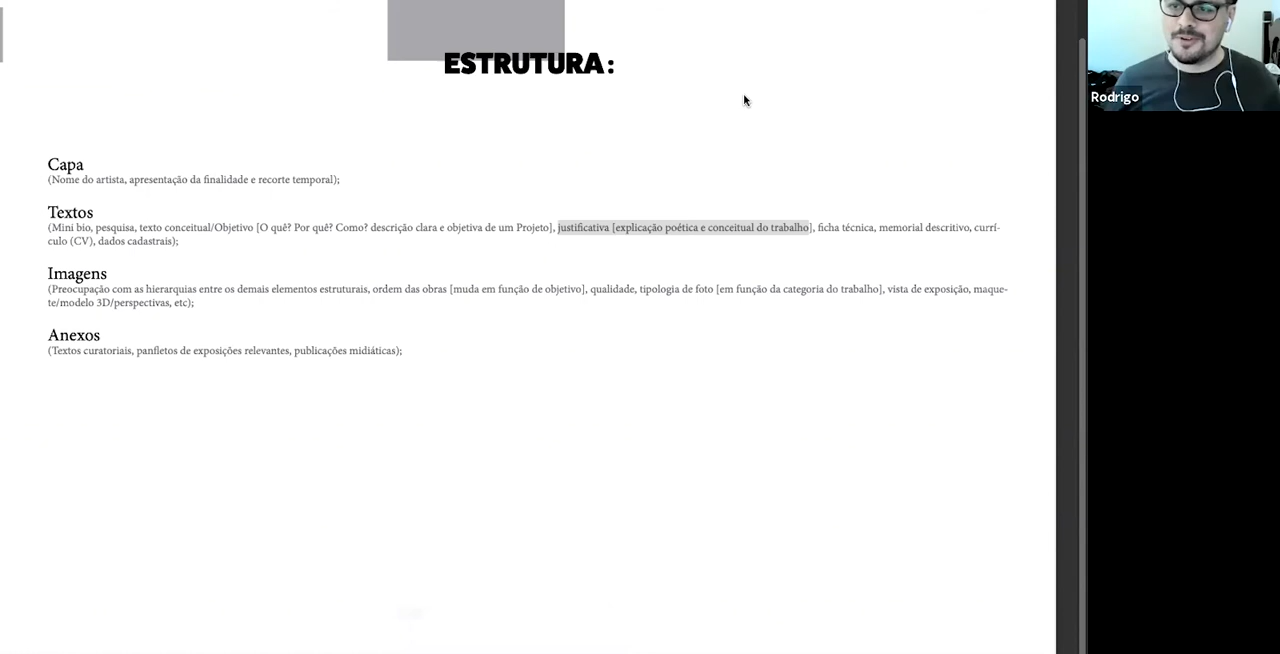 ESTRUTURA:
Rodrigo
Capa
(Nome do artista, apresentação da finalidade e recorte temporal);
Textos
(Mini bio, pesquisa, texto conceitual/Objetivo [O quê? Por quê? Como? descrição clara e objetiva de um Projeto], justificativa [explicação poética e conceitual do trabalho], ficha técnica, memorial descritivo, currí-
culo (CV), dados cadastrais);
Imagens
(Preocupação com as hierarquias entre os demais elementos estruturais, ordem das obras [muda em função de objetivo], qualidade, tipologia de foto [em função da categoria do trabalho], vista de exposição, maque-
te/modelo 3D/perspectivas, etc);
Anexos
(Textos curatoriais, panfletos de exposições relevantes, publicações midiáticas);